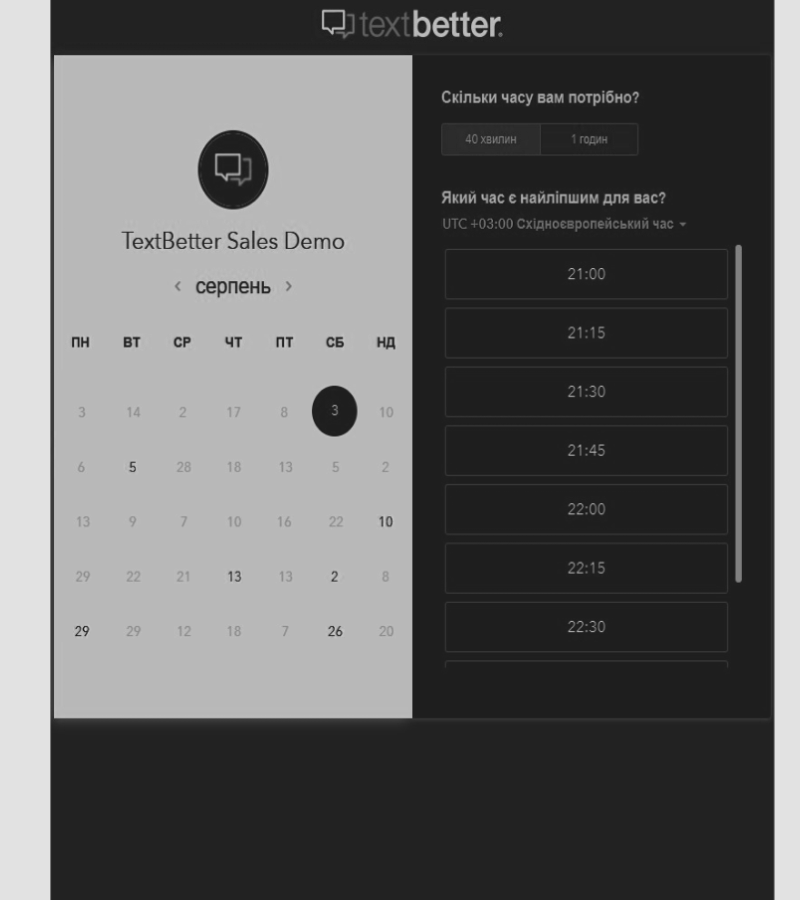 textbetter.
TextBetter Sales Demo
‹ серпень ›
ПН ВТ СР ЧТ ПТ СБ НД
3 14 2 17 8 3 10
6 5 28 18 13 5 2
13 9 7 10 16 22 10
29 22 21 13 13 2 8
29 29 12 18 7 26 20
Скільки часу вам потрібно?
40 хвилин 1 годин
Який час є найліпшим для вас?
UTC +03:00 Східноєвропейський час
21:00
21:15
21:30
21:45
22:00
22:15
22:30